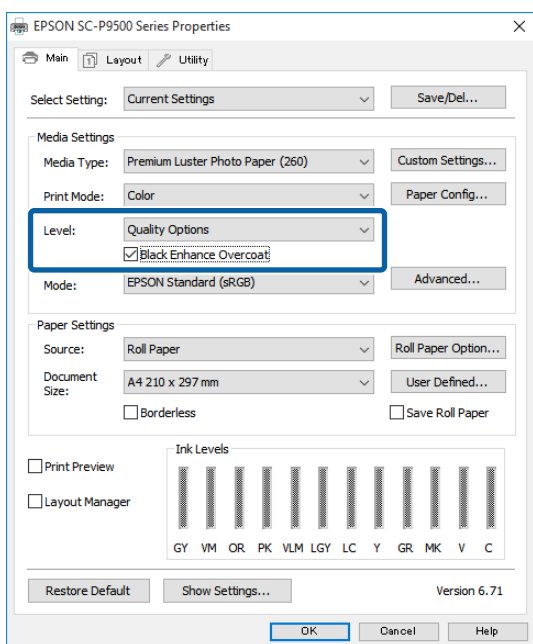 EPSON SC-P9500 Series Properties
Main
Layout
Utility
Select Setting: Current Settings Save/Del...
Media Settings
Media Type: Premium Luster Photo Paper (260) Custom Settings...
Print Mode: Color Paper Config...
Level: Quality Options
Black Enhance Overcoat
Mode: EPSON Standard (sRGB) Advanced...
Paper Settings
Source: Roll Paper Roll Paper Option...
Document
Size: A4 210 x 297 mm User Defined...
Borderless Save Roll Paper
Ink Levels
Print Preview
Layout Manager
GY VM OR PK VLM LGY LC Y GR MK V C
Restore Default Show Settings... Version 6.71
OK Cancel Help